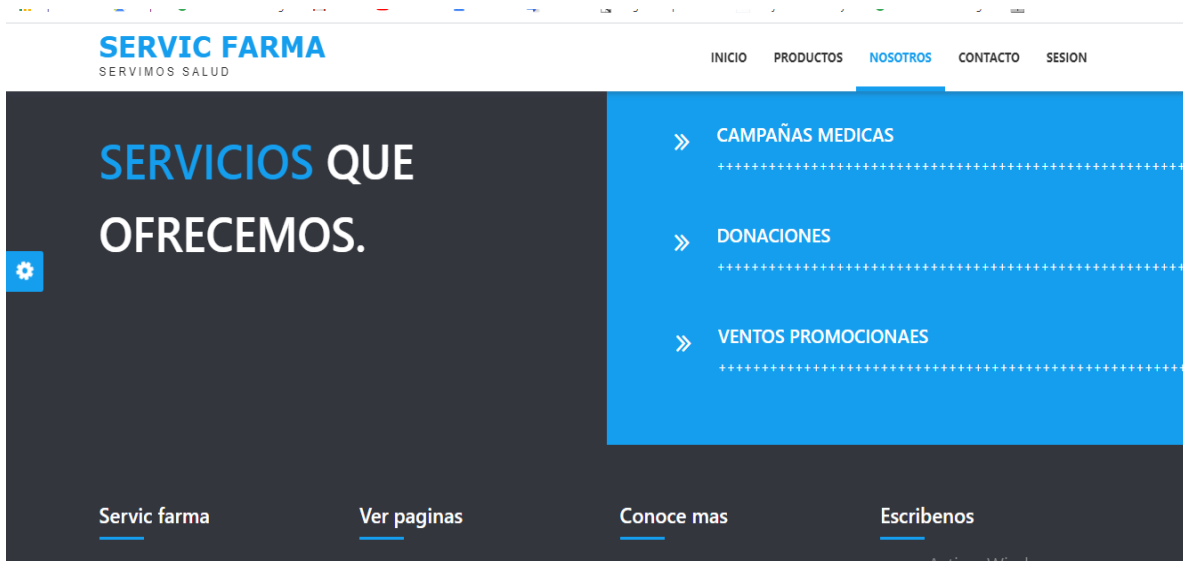 SERVIC FARMA
SERVIMOS SALUD
INICIO PRODUCTOS NOSOTROS CONTACTO SESION
SERVICIOS QUE
OFRECEMOS.
CAMPAÑAS MEDICAS
DONACIONES
VENTOS PROMOCIONAES
Servic farma Ver paginas Conoce mas Escribenos